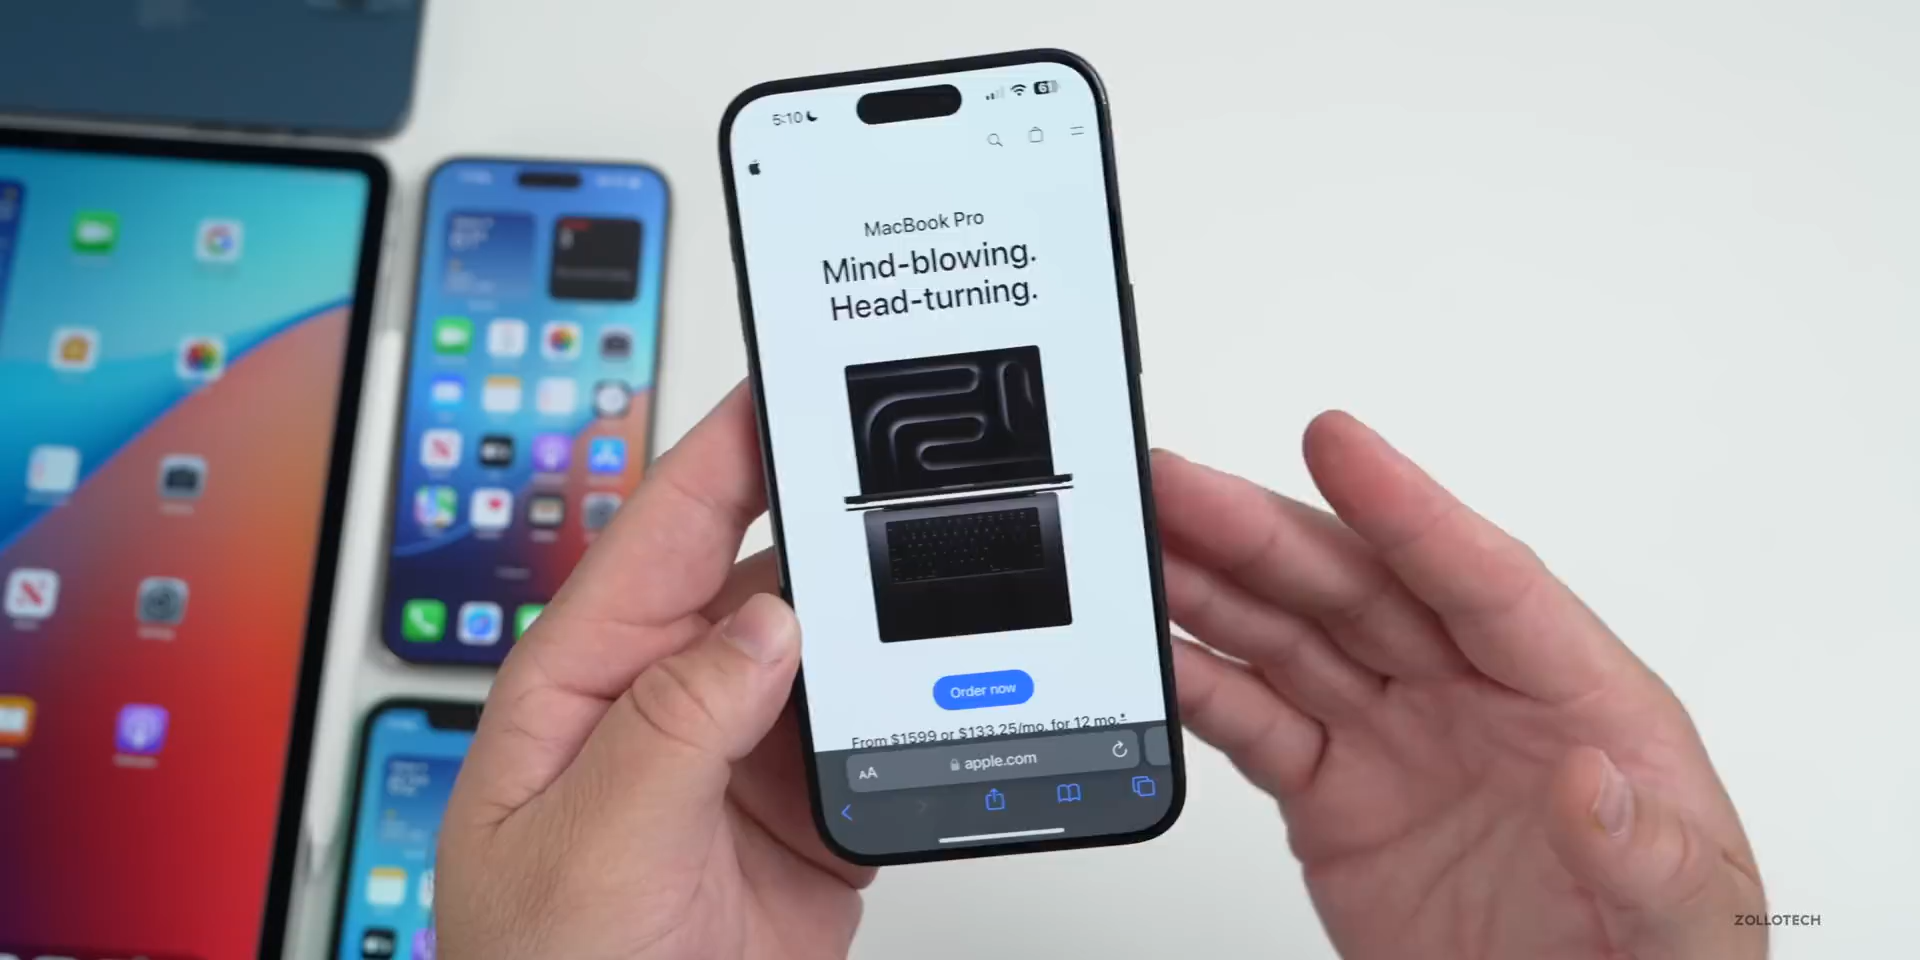 5:10
61
MacBook Pro
Mind-blowing.
Head-turning.
Order now
From $1599 or $133.25/mo. for 12 mo.*
AA
apple.com
ZOLLOTECH